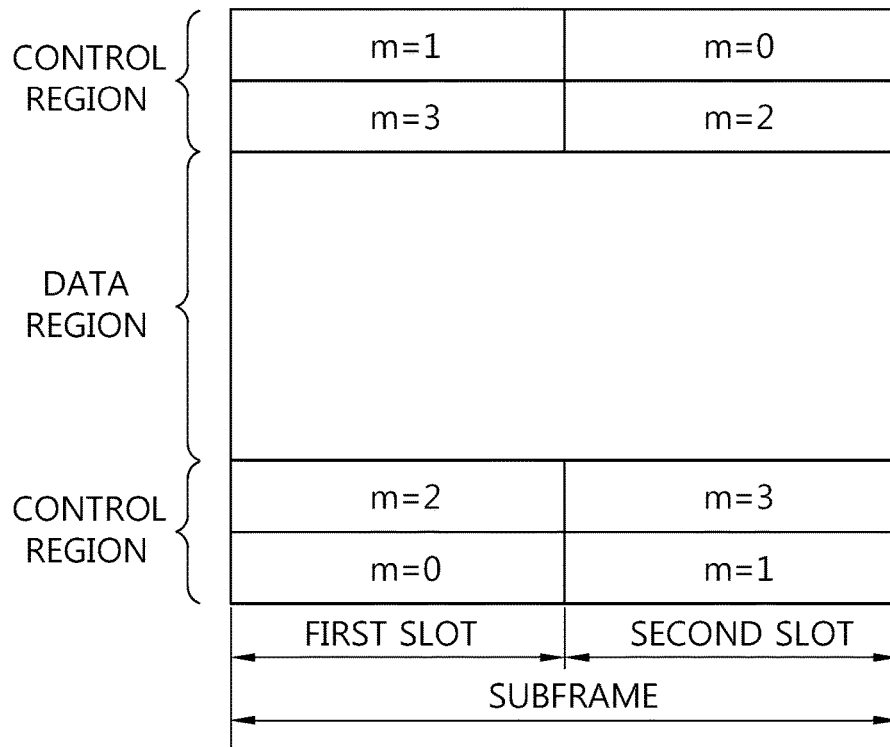 CONTROL
REGION
m=1
m=0
m=3
m=2
DATA
REGION
CONTROL
REGION
m=2
m=3
m=0
m=1
FIRST SLOT
SECOND SLOT
SUBFRAME